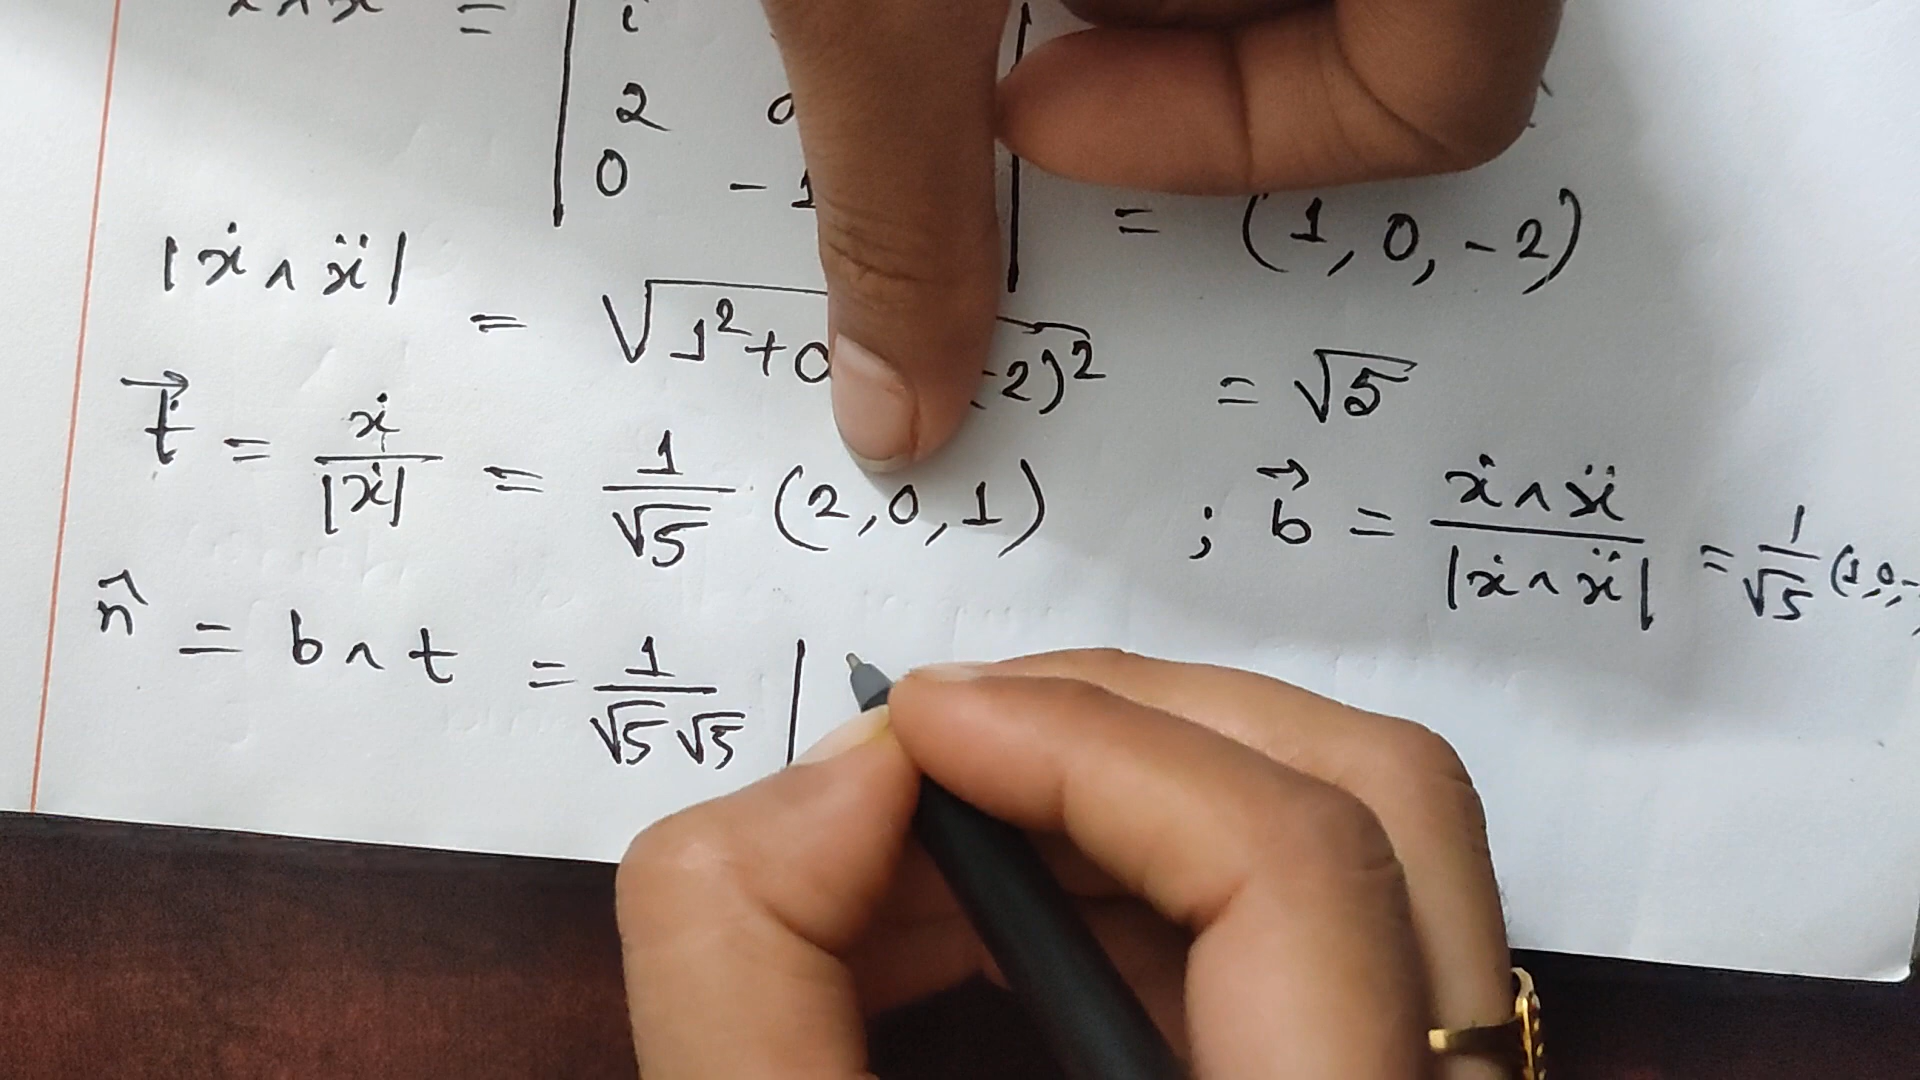 = | i
2
0 -1 | = (1, 0, -2)
|ẋ ∧ ẍ| = √1²+0 -2)² = √5
t⃗ = ẋ/|ẋ| = 1/√5 (2, 0, 1) ; b⃗ = ẋ ∧ ẍ/|ẋ ∧ ẍ| = 1/√5 (1, 0, -
n̂ = b ∧ t = 1/√5 √5 |